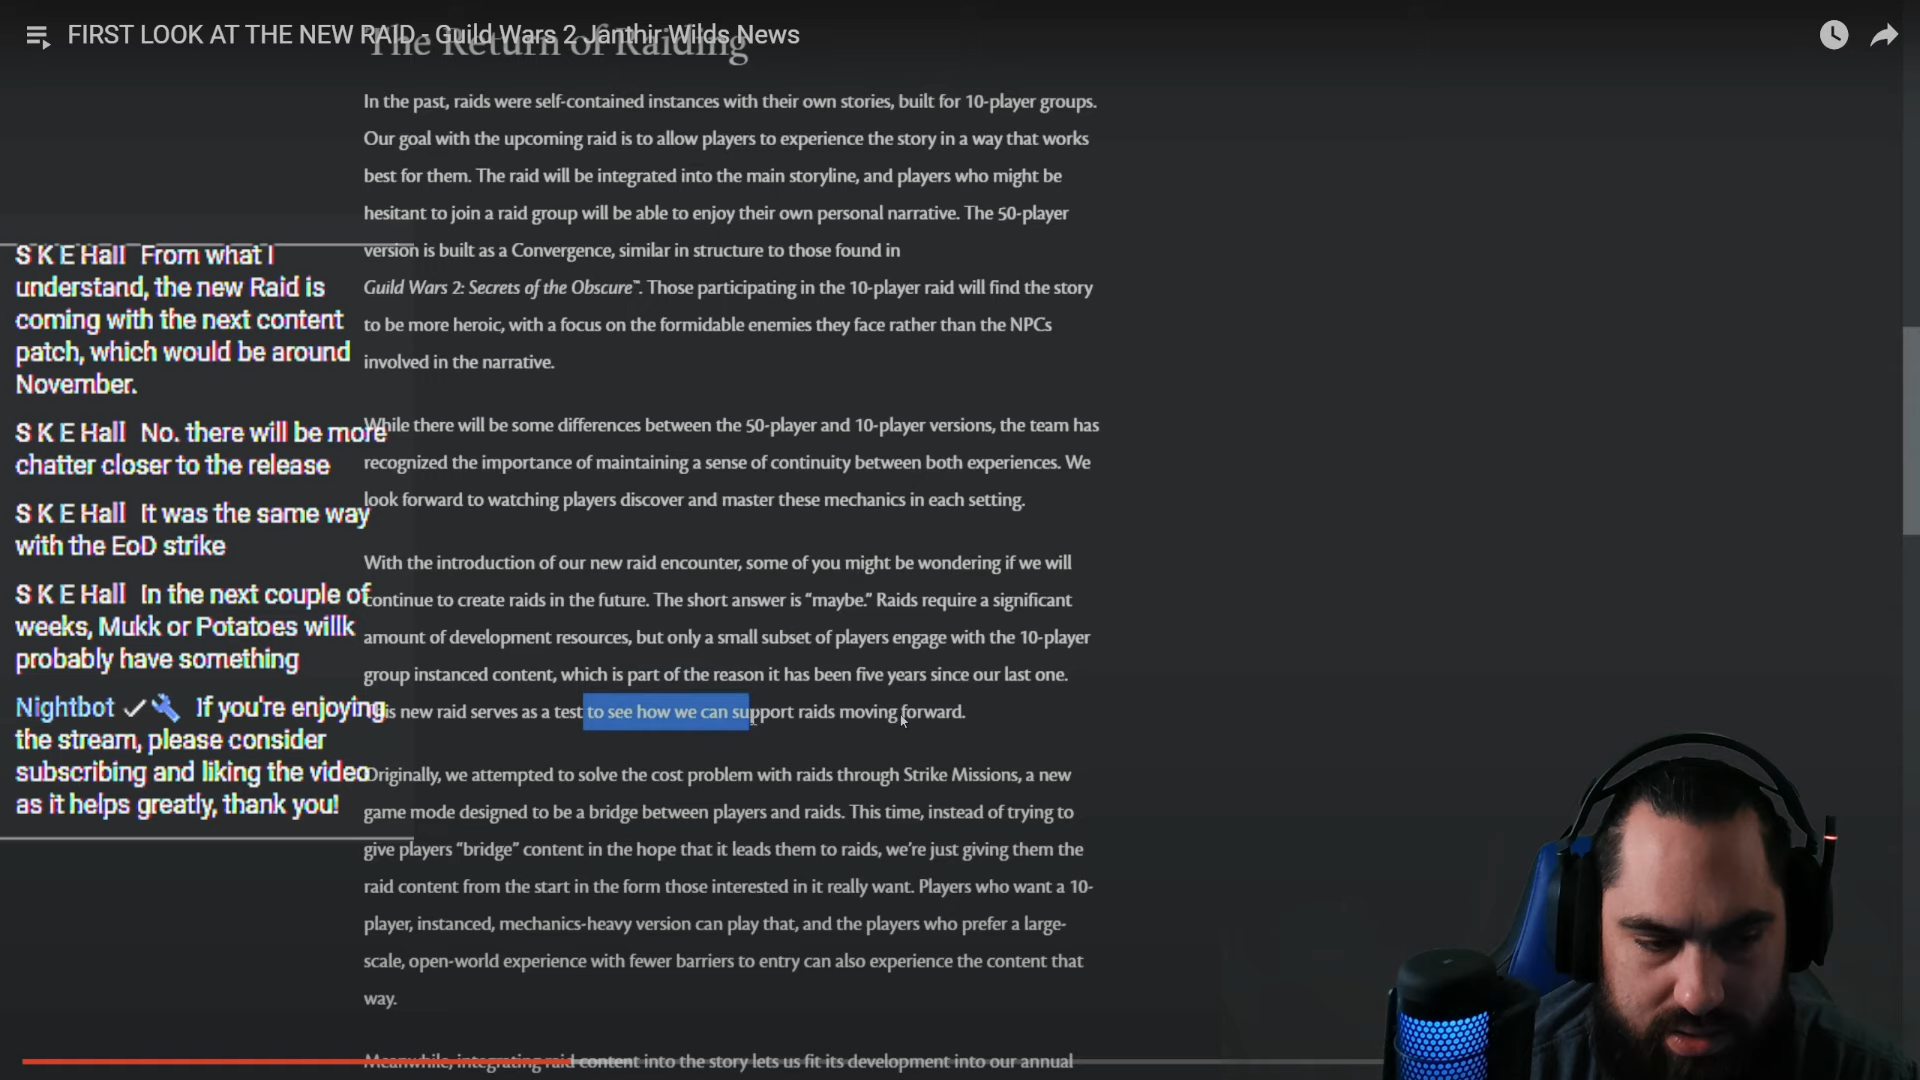 FIRST LOOK AT THE NEW RAID - Guild Wars 2 Janthir Wilds News
The Return of Raiding
In the past, raids were self-contained instances with their own stories, built for 10-player groups.
Our goal with the upcoming raid is to allow players to experience the story in a way that works
best for them. The raid will be integrated into the main storyline, and players who might be
hesitant to join a raid group will be able to enjoy their own personal narrative. The 50-player
version is built as a Convergence, similar in structure to those found in
Guild Wars 2: Secrets of the Obscure™. Those participating in the 10-player raid will find the story
to be more heroic, with a focus on the formidable enemies they face rather than the NPCs
involved in the narrative.
While there will be some differences between the 50-player and 10-player versions, the team has
recognized the importance of maintaining a sense of continuity between both experiences. We
look forward to watching players discover and master these mechanics in each setting.
With the introduction of our new raid encounter, some of you might be wondering if we will
continue to create raids in the future. The short answer is “maybe.” Raids require a significant
amount of development resources, but only a small subset of players engage with the 10-player
group instanced content, which is part of the reason it has been five years since our last one.
is new raid serves as a test to see how we can support raids moving forward.
Originally, we attempted to solve the cost problem with raids through Strike Missions, a new
game mode designed to be a bridge between players and raids. This time, instead of trying to
give players “bridge” content in the hope that it leads them to raids, we’re just giving them the
raid content from the start in the form those interested in it really want. Players who want a 10-
player, instanced, mechanics-heavy version can play that, and the players who prefer a large-
scale, open-world experience with fewer barriers to entry can also experience the content that
way.
Meanwhile, integrating raid content into the story lets us fit its development into our annual
S K E Hall From what I
understand, the new Raid is
coming with the next content
patch, which would be around
November.
S K E Hall No. there will be more
chatter closer to the release
S K E Hall It was the same way
with the EoD strike
S K E Hall In the next couple of
weeks, Mukk or Potatoes willk
probably have something
Nightbot If you're enjoying
the stream, please consider
subscribing and liking the video
as it helps greatly, thank you!